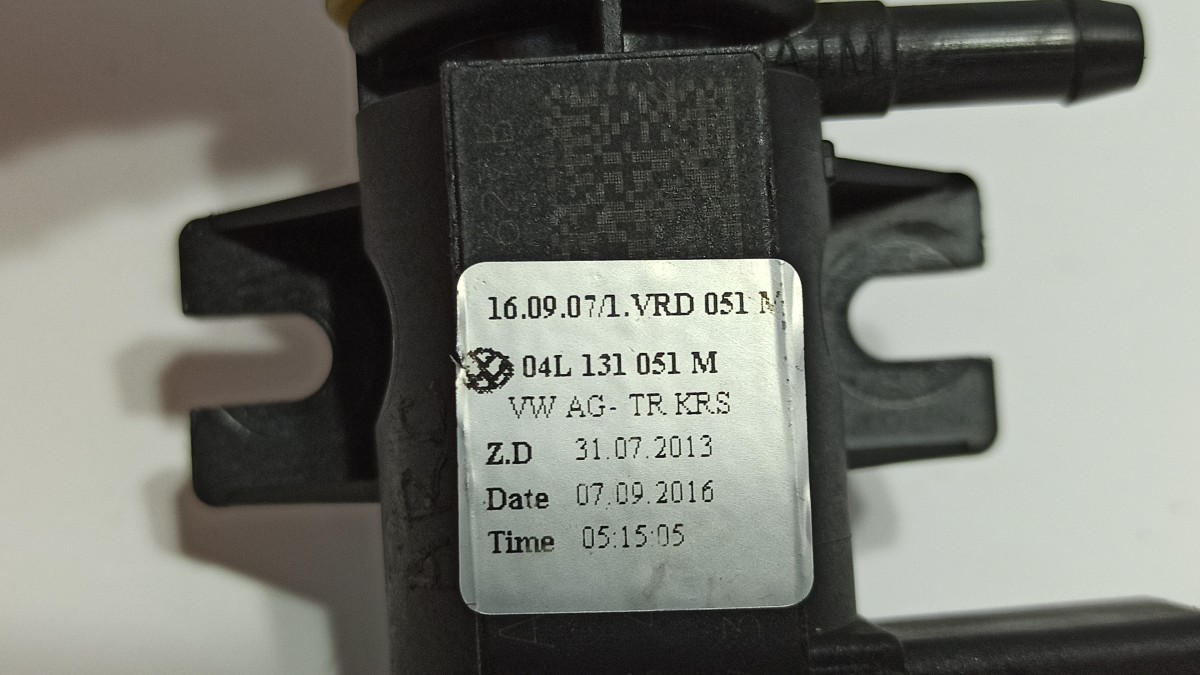 ATM
16.09.07/1.VRD 051 M
04L 131 051 M
VW AG- TR KRS
Z.D 31.07.2013
Date 07.09.2016
Time 05:15:05